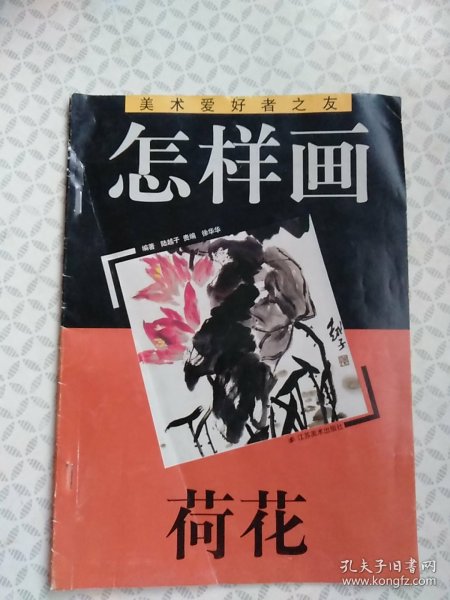 美术爱好者之友
怎样画
编著 陆越子 责编 徐华华
越子
江苏美术出版社
荷花
孔夫子旧书网
www.kongfz.com